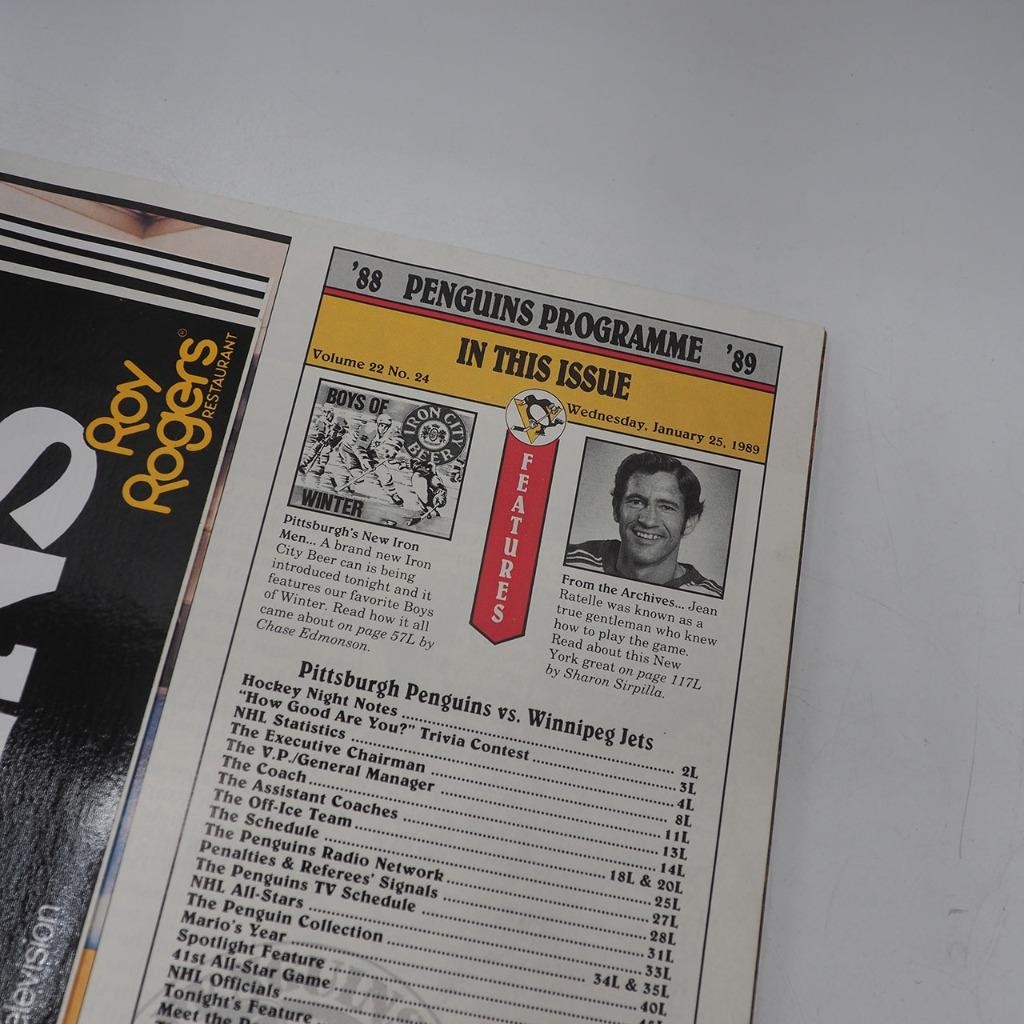 Roy
Rogers®
RESTAURANT
elevision
'88 PENGUINS PROGRAMME '89
IN THIS ISSUE
Volume 22 No. 24
Wednesday, January 25, 1989
BOYS OF
WINTER
IRON CITY
BEER
FEATURES
Pittsburgh's New Iron
Men... A brand new Iron
City Beer can is being
introduced tonight and it
features our favorite Boys
of Winter. Read how it all
came about on page 57L by
Chase Edmonson.
From the Archives... Jean
Ratelle was known as a
true gentleman who knew
how to play the game.
Read about this New
York great on page 117L
by Sharon Sirpilla.
Pittsburgh Penguins vs. Winnipeg Jets
Hockey Night Notes ........ 2L
"How Good Are You?" Trivia Contest ........ 3L
NHL Statistics ........ 4L
The Executive Chairman ........ 8L
The V.P./General Manager ........ 11L
The Coach ........ 13L
The Assistant Coaches ........ 14L
The Off-Ice Team ........ 18L & 20L
The Schedule ........ 25L
The Penguins Radio Network ........ 27L
Penalties & Referees' Signals ........ 28L
The Penguins TV Schedule ........ 31L
NHL All-Stars ........ 33L
The Penguin Collection ........ 34L & 35L
Mario's Year ........ 40L
Spotlight Feature
41st All-Star Game
NHL Officials
Tonight's Feature
Meet the